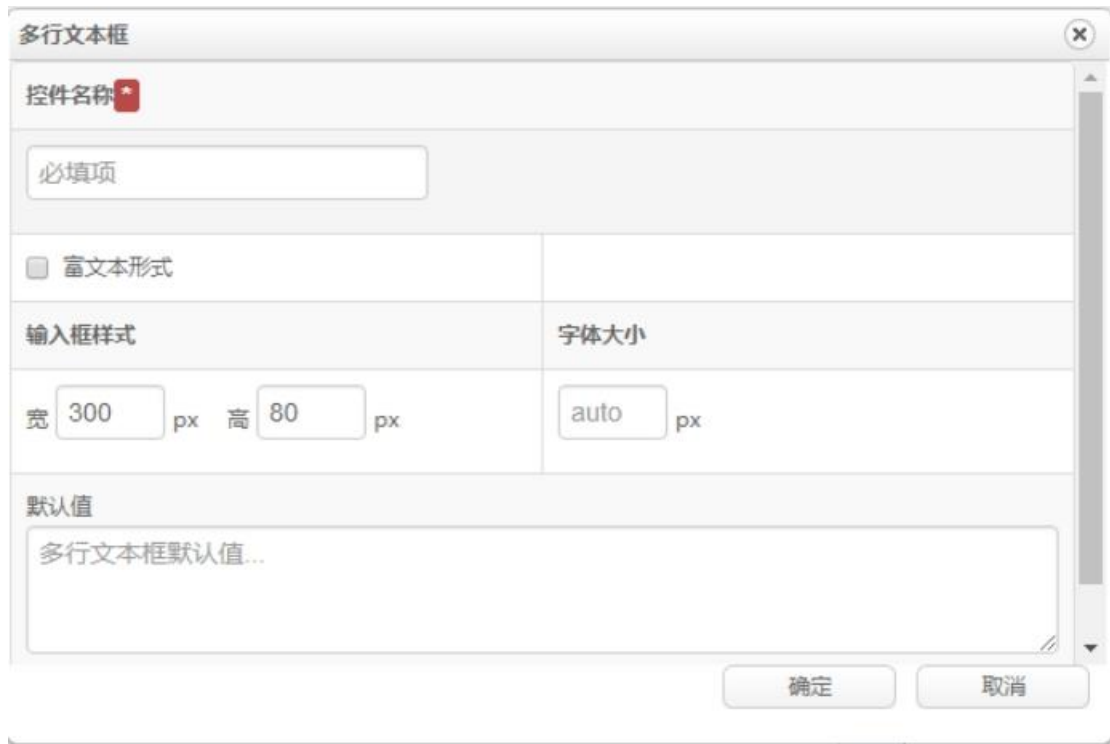 多行文本框
控件名称*
必填项
富文本形式
输入框样式 字体大小
宽 300 px 高 80 px auto px
默认值
多行文本框默认值...
确定 取消